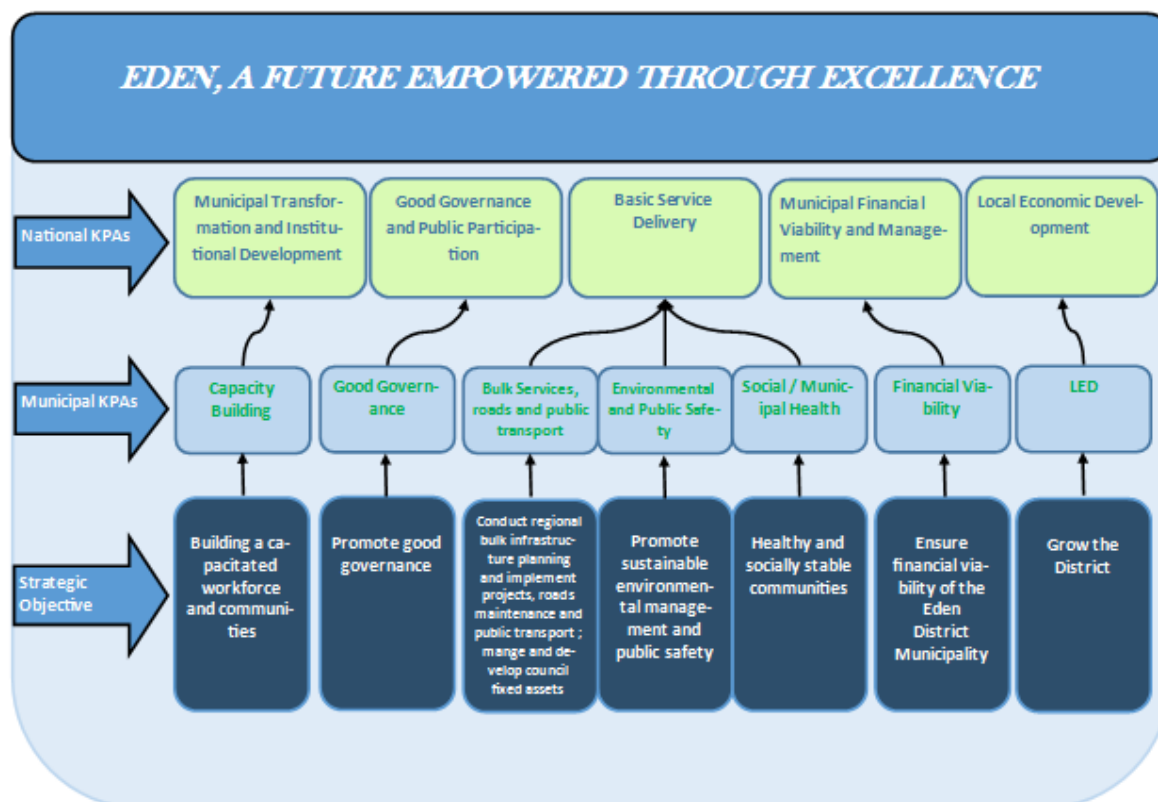 EDEN, A FUTURE EMPOWERED THROUGH EXCELLENCE
National KPAs
Municipal Transfor-
mation and Institu-
tional Development
Good Governance
and Public Participa-
tion
Basic Service
Delivery
Municipal Financial
Viability and Manage-
ment
Local Economic Devel-
opment
Municipal KPAs
Capacity
Building
Good Govern-
ance
Bulk Services,
roads and public
transport
Environmental
and Public Safe-
ty
Social / Munic-
ipal Health
Financial Via-
bility
LED
Strategic
Objective
Building a ca-
pacitated
workforce
and communi-
ties
Promote good
governance
Conduct regional
bulk infrastruc-
ture planning
and implement
projects, roads
maintenance and
public transport ;
mange and de-
velop council
fixed assets
Promote
sustainable
environmen-
tal manage-
ment and
public safety
Healthy and
socially stable
communities
Ensure
financial via-
bility of the
Eden
District
Municipality
Grow the
District